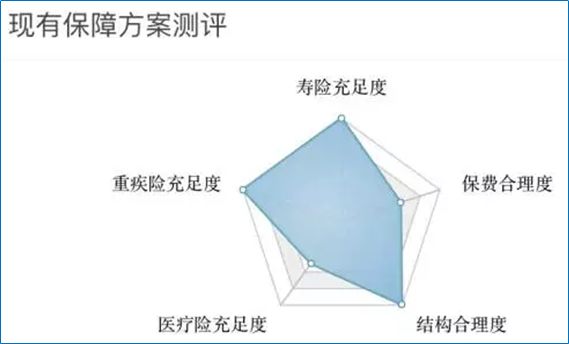 现有保障方案测评
寿险充足度
重疾险充足度
保费合理度
医疗险充足度
结构合理度